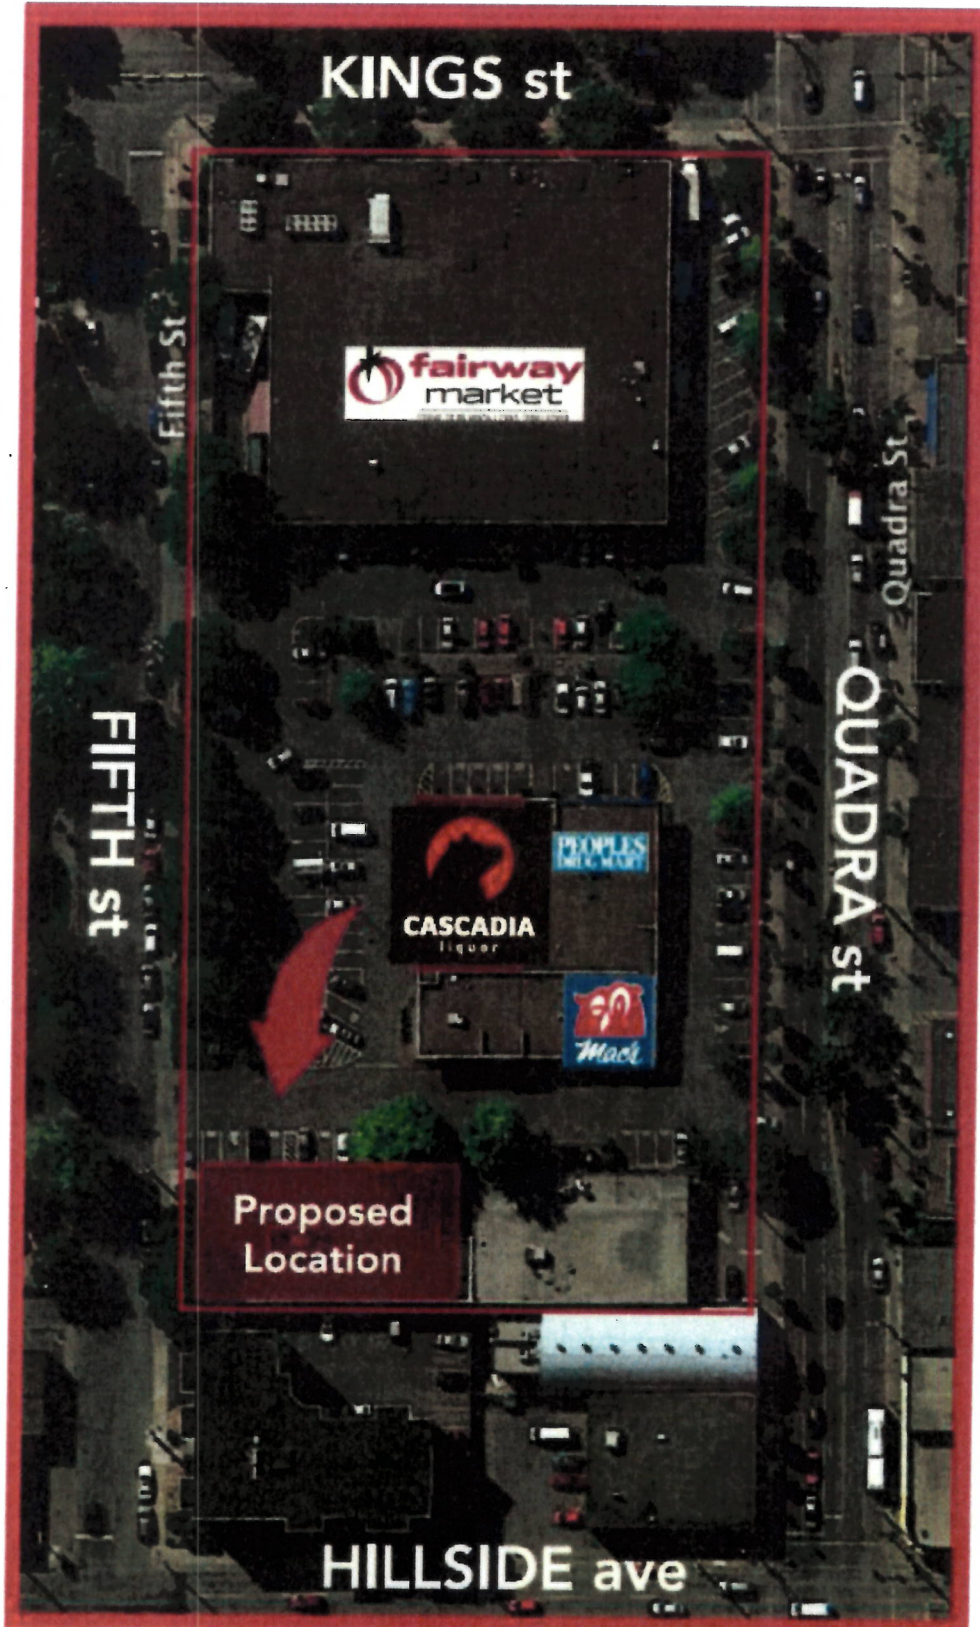 KINGS st
Fifth St
fairway
market
Quadra St
FIFTH st
QUADRA st
PEOPLES
DRUG MART
CASCADIA
liquor
Mac's
Proposed
Location
HILLSIDE ave